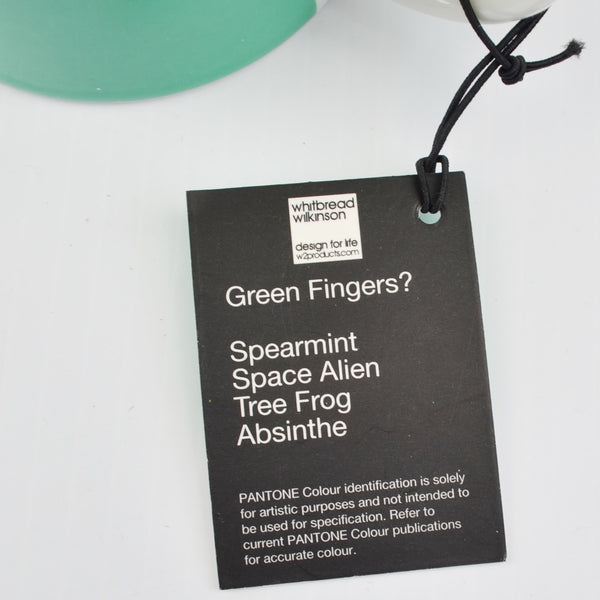 whitbread
wilkinson
design for life
w2products.com
Green Fingers?
Spearmint
Space Alien
Tree Frog
Absinthe
PANTONE Colour identification is solely
for artistic purposes and not intended to
be used for specification. Refer to
current PANTONE Colour publications
for accurate colour.